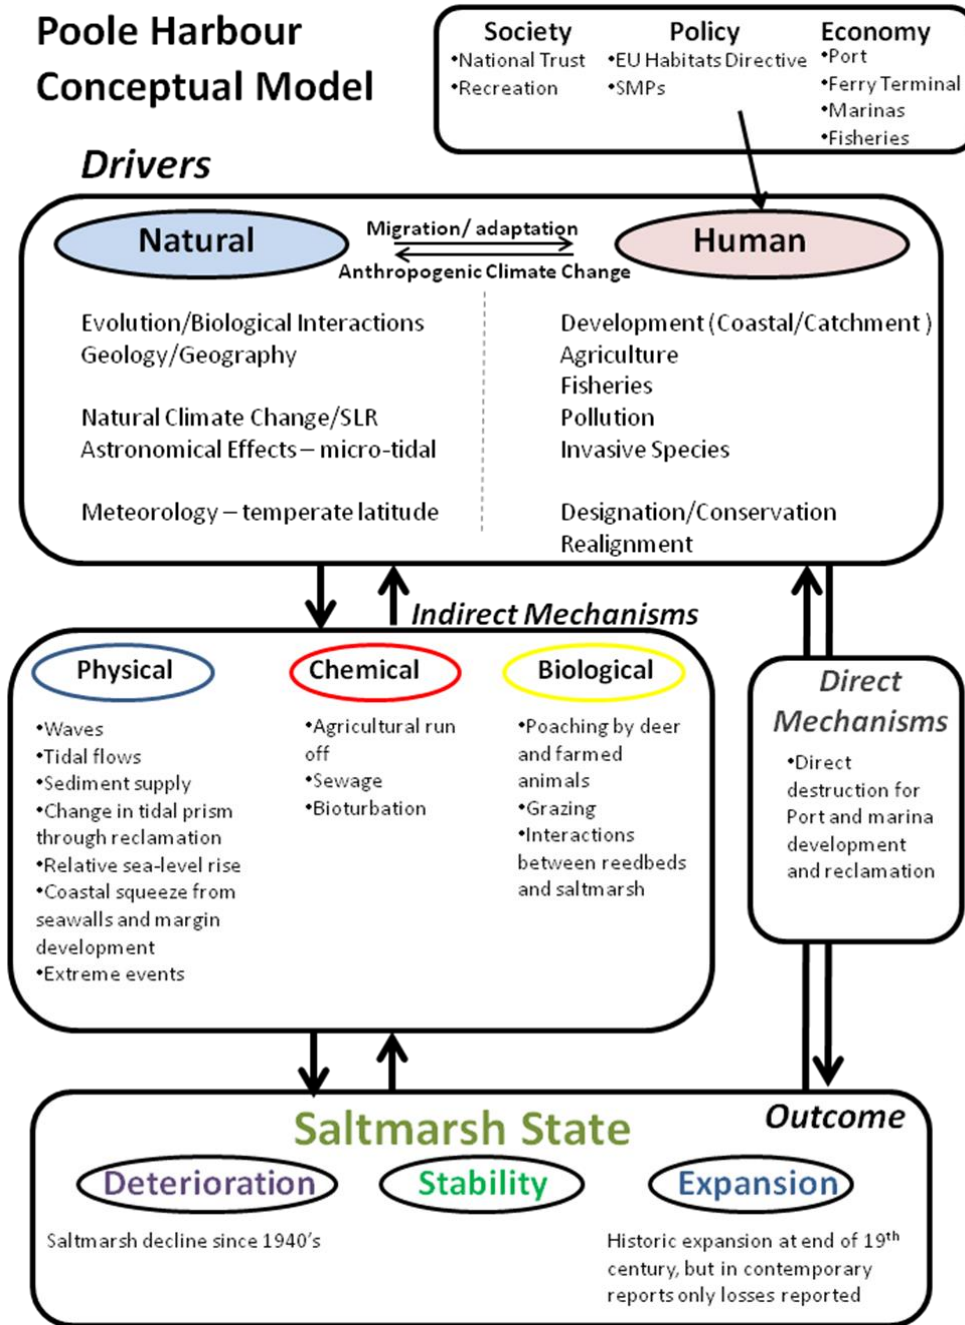 Poole Harbour
Conceptual Model
Society
•National Trust
•Recreation
Policy
•EU Habitats Directive
•SMPs
Economy
•Port
•Ferry Terminal
•Marinas
•Fisheries
Drivers
Natural
Migration/ adaptation
Anthropogenic Climate Change
Human
Evolution/Biological Interactions
Geology/Geography
Natural Climate Change/SLR
Astronomical Effects – micro-tidal
Meteorology – temperate latitude
Development (Coastal/Catchment )
Agriculture
Fisheries
Pollution
Invasive Species
Designation/Conservation
Realignment
Indirect Mechanisms
Physical
•Waves
•Tidal flows
•Sediment supply
•Change in tidal prism
through reclamation
•Relative sea-level rise
•Coastal squeeze from
seawalls and margin
development
•Extreme events
Chemical
•Agricultural run
off
•Sewage
•Bioturbation
Biological
•Poaching by deer
and farmed
animals
•Grazing
•Interactions
between reedbeds
and saltmarsh
Direct
Mechanisms
•Direct
destruction for
Port and marina
development
and reclamation
Outcome
Saltmarsh State
Deterioration
Saltmarsh decline since 1940's
Stability
Expansion
Historic expansion at end of 19th
century, but in contemporary
reports only losses reported